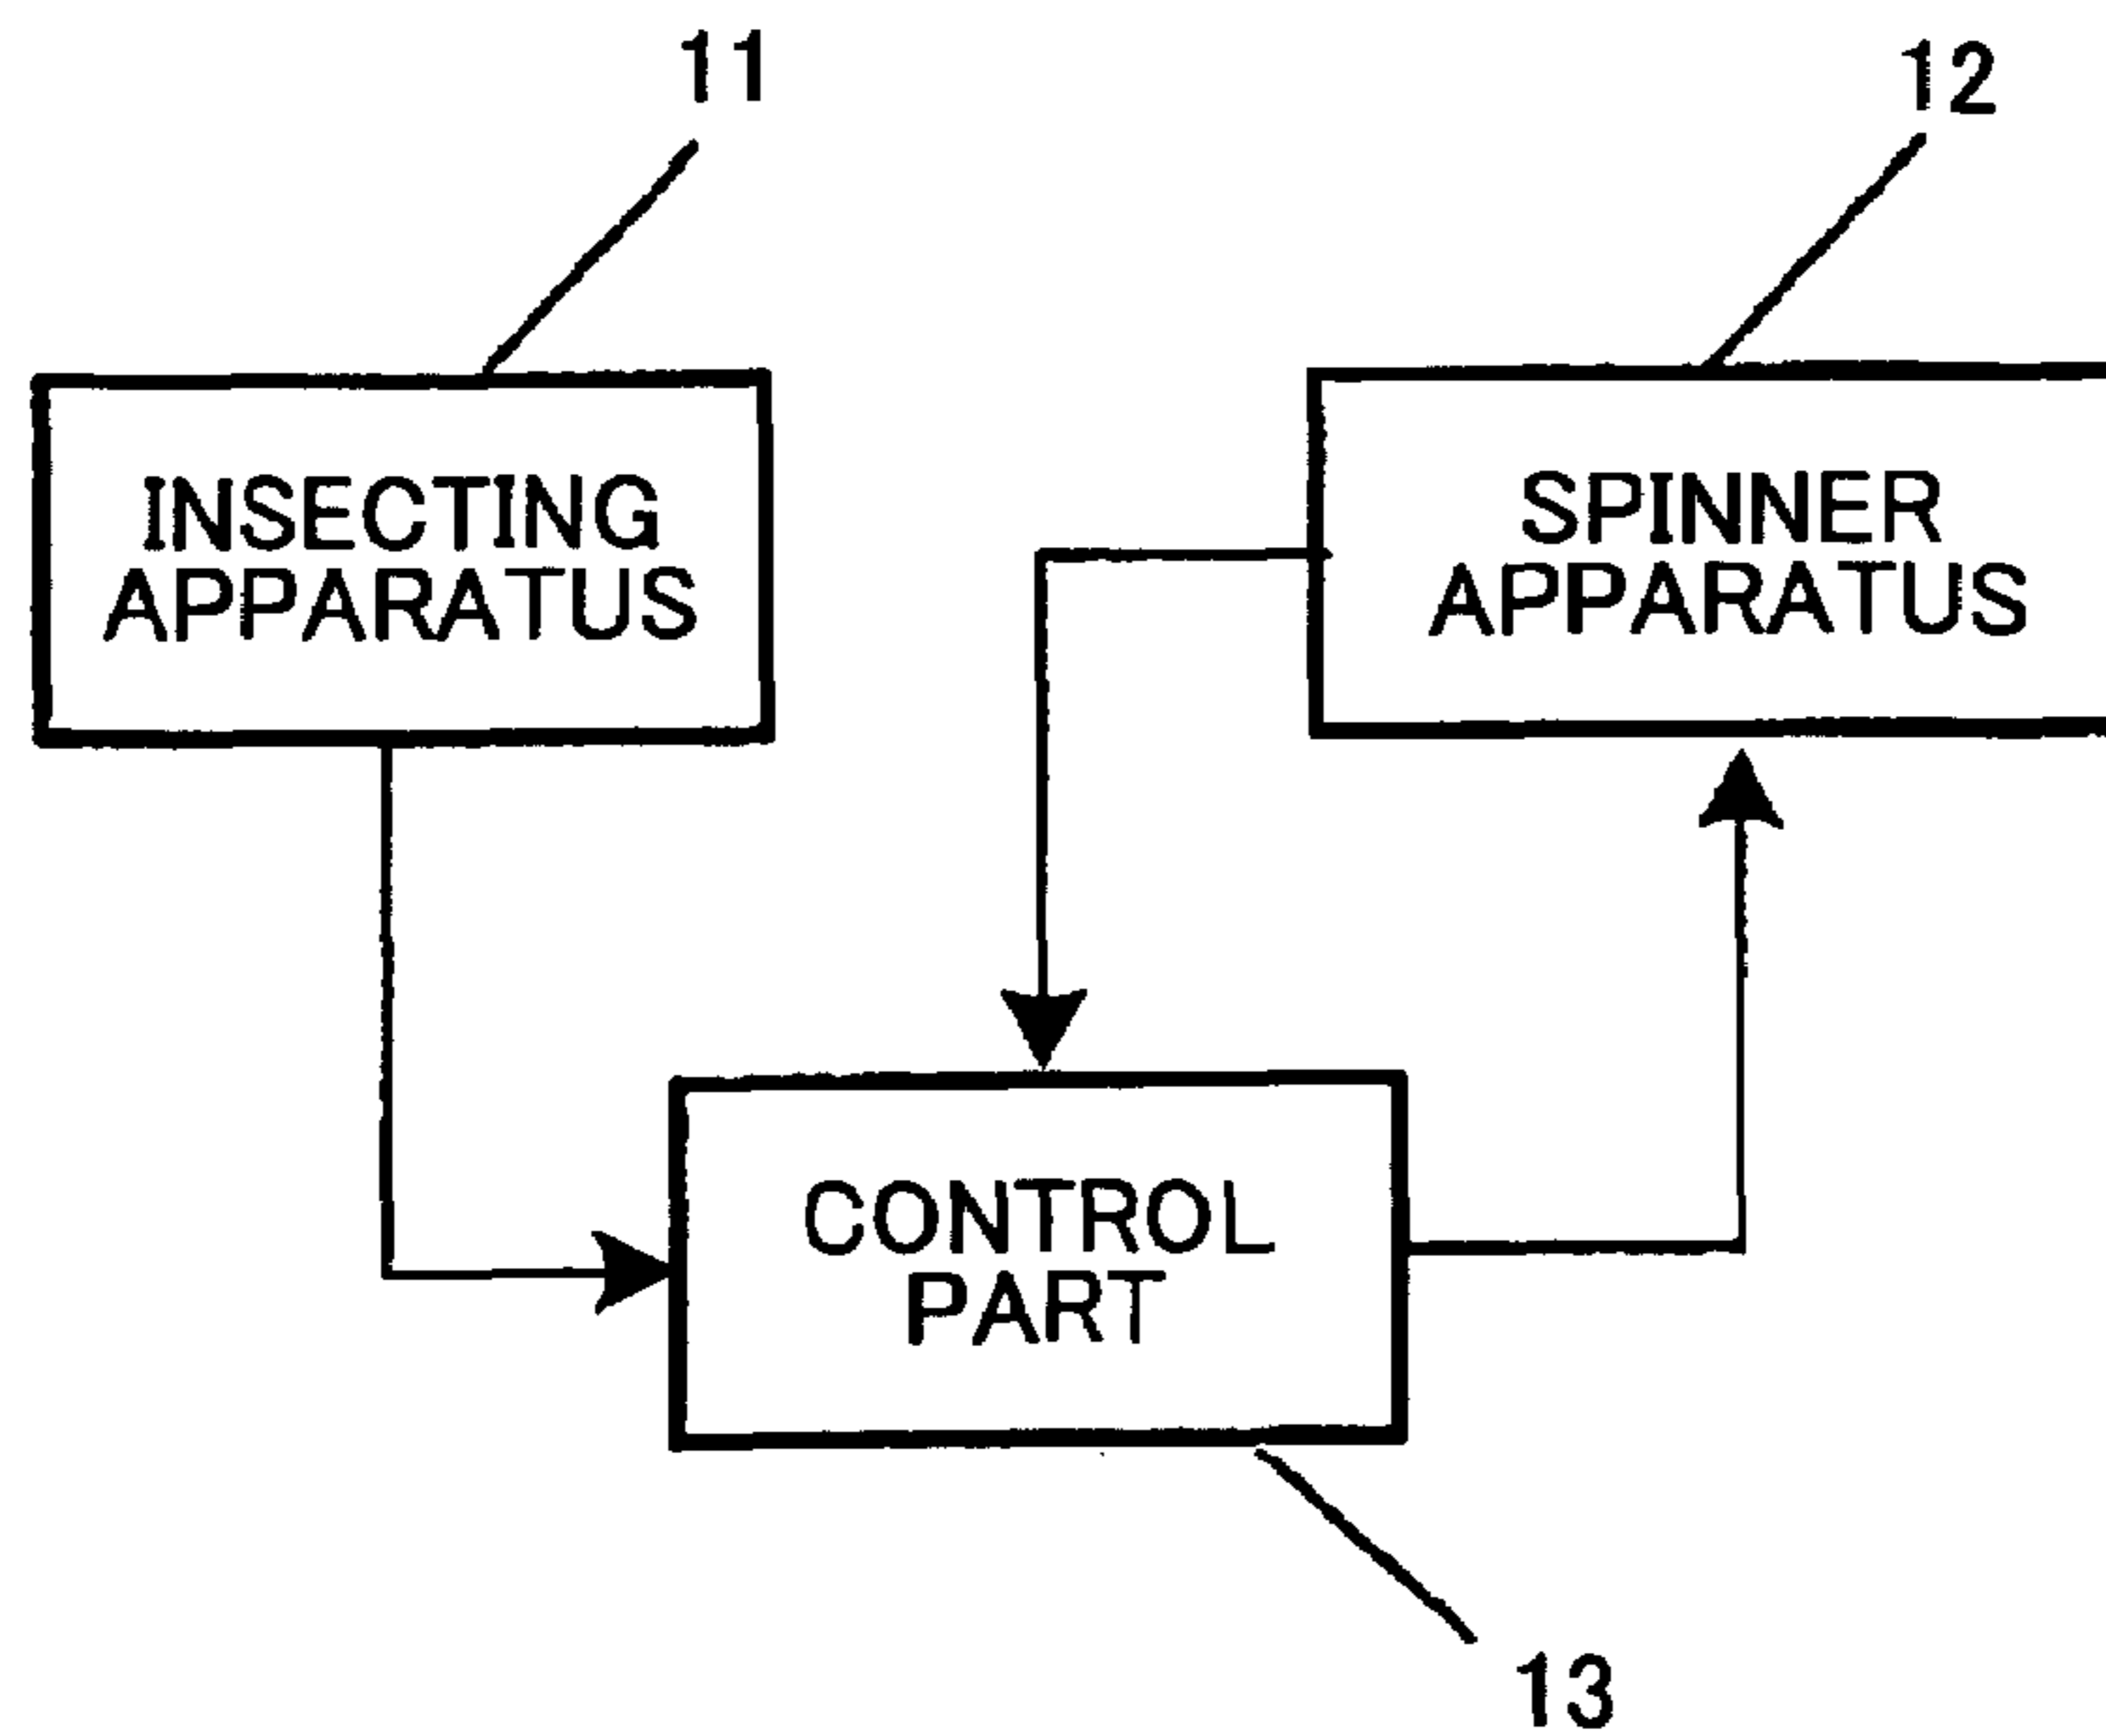 11
12
INSECTING
APPARATUS
SPINNER
APPARATUS
CONTROL
PART
13